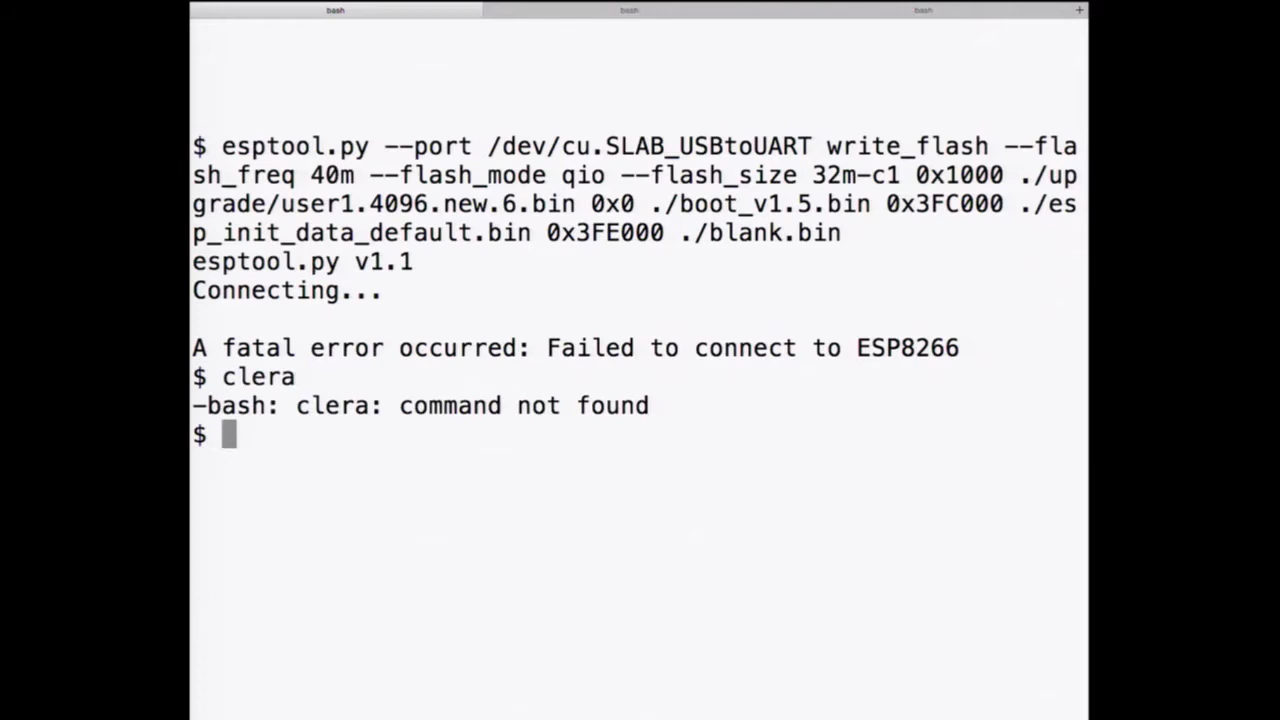 bash bash bash +
$ esptool.py --port /dev/cu.SLAB_USBtoUART write_flash --fla
sh_freq 40m --flash_mode qio --flash_size 32m-c1 0x1000 ./up
grade/user1.4096.new.6.bin 0x0 ./boot_v1.5.bin 0x3FC000 ./es
p_init_data_default.bin 0x3FE000 ./blank.bin
esptool.py v1.1
Connecting...
A fatal error occurred: Failed to connect to ESP8266
$ clera
-bash: clera: command not found
$